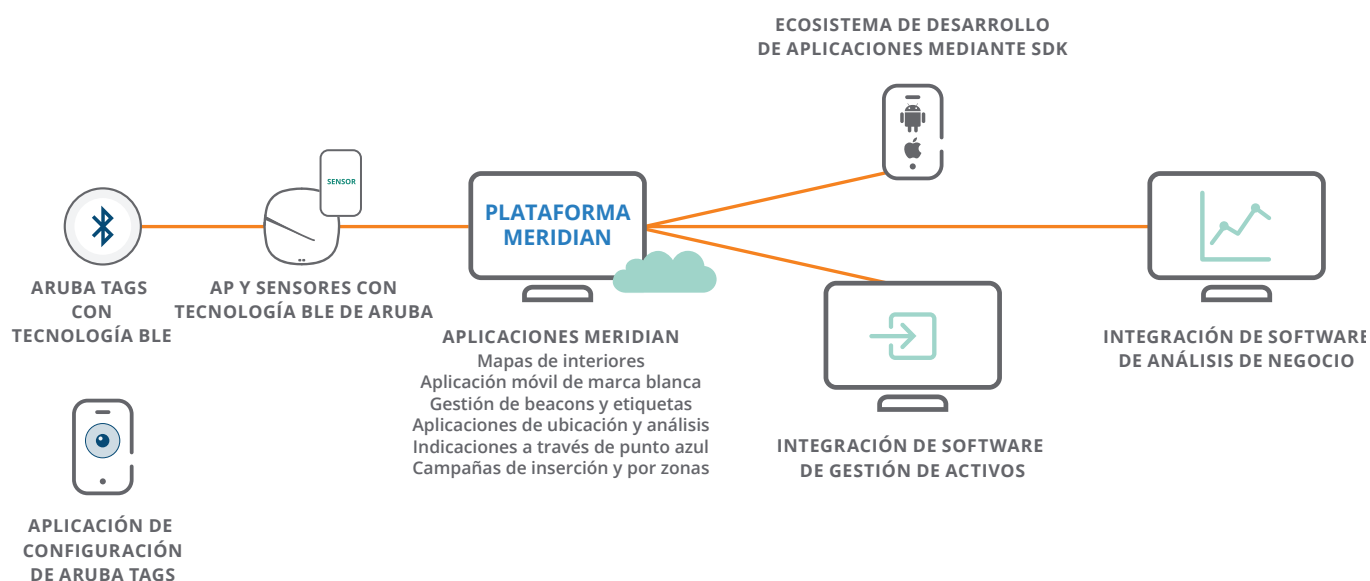 ECOSISTEMA DE DESARROLLO
DE APLICACIONES MEDIANTE SDK
SENSOR
PLATAFORMA
MERIDIAN
ARUBA TAGS
CON
TECNOLOGÍA BLE
AP Y SENSORES CON
TECNOLOGÍA BLE DE ARUBA
APLICACIONES MERIDIAN
Mapas de interiores
Aplicación móvil de marca blanca
Gestión de beacons y etiquetas
Aplicaciones de ubicación y análisis
Indicaciones a través de punto azul
Campañas de inserción y por zonas
INTEGRACIÓN DE SOFTWARE
DE ANÁLISIS DE NEGOCIO
INTEGRACIÓN DE SOFTWARE
DE GESTIÓN DE ACTIVOS
APLICACIÓN DE
CONFIGURACIÓN
DE ARUBA TAGS